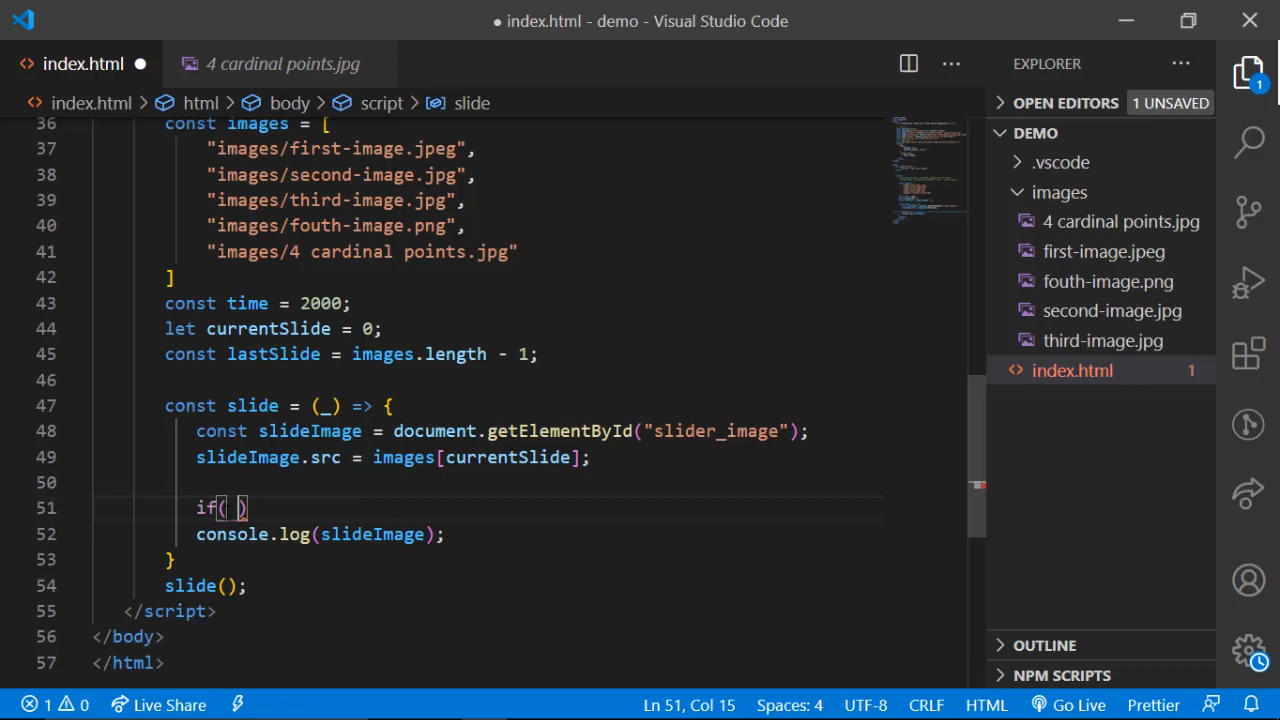 ● index.html - demo - Visual Studio Code
<> index.html ● 4 cardinal points.jpg ···
<> index.html > html > body > script > slide
36 const images = [
37 "images/first-image.jpeg",
38 "images/second-image.jpg",
39 "images/third-image.jpg",
40 "images/fouth-image.png",
41 "images/4 cardinal points.jpg"
42 ]
43 const time = 2000;
44 let currentSlide = 0;
45 const lastSlide = images.length - 1;
46
47 const slide = (_) => {
48 const slideImage = document.getElementById("slider_image");
49 slideImage.src = images[currentSlide];
50
51 if( )
52 console.log(slideImage);
53 }
54 slide();
55 </script>
56 </body>
57 </html>
EXPLORER ···
> OPEN EDITORS 1 UNSAVED
DEMO
> .vscode
images
4 cardinal points.jpg
first-image.jpeg
fouth-image.png
second-image.jpg
third-image.jpg
<> index.html 1
> OUTLINE
> NPM SCRIPTS
1
1 0 Live Share Ln 51, Col 15 Spaces: 4 UTF-8 CRLF HTML Go Live Prettier